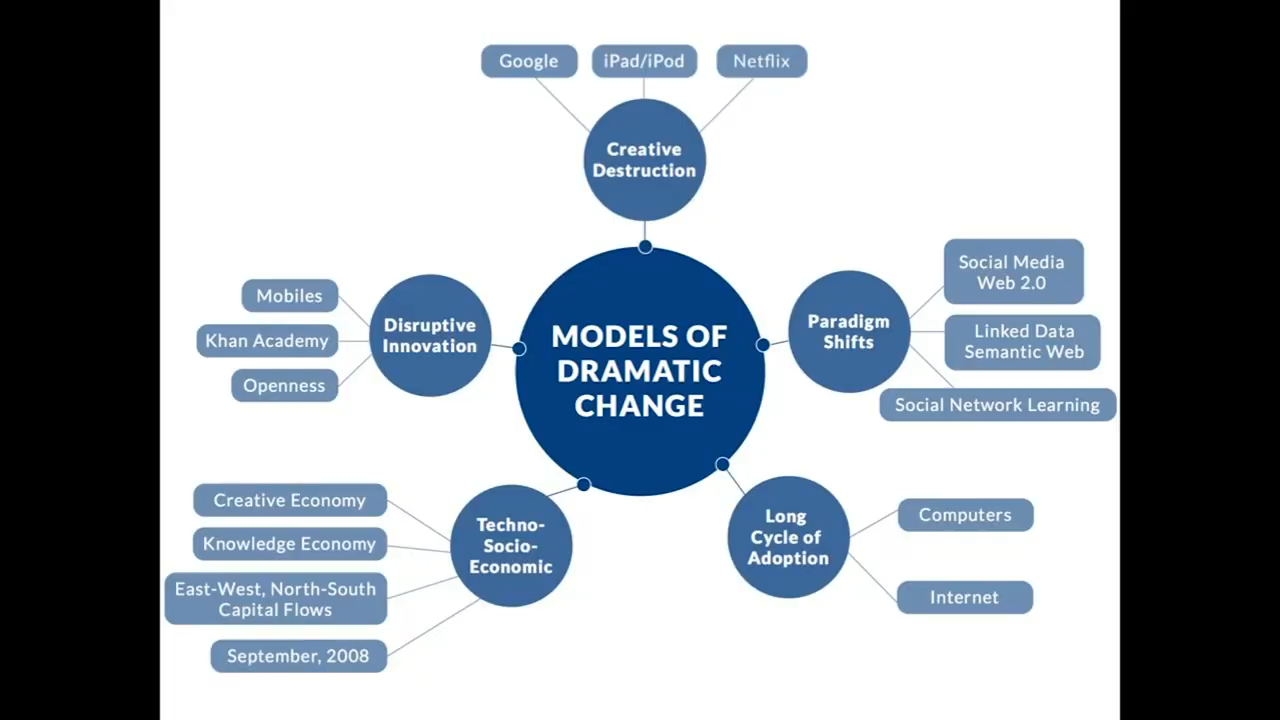 Google
iPad/iPod
Netflix
Creative
Destruction
Mobiles
Khan Academy
Openness
Disruptive
Innovation
MODELS OF
DRAMATIC
CHANGE
Paradigm
Shifts
Social Media
Web 2.0
Linked Data
Semantic Web
Social Network Learning
Creative Economy
Knowledge Economy
East-West, North-South
Capital Flows
September, 2008
Techno-
Socio-
Economic
Long
Cycle of
Adoption
Computers
Internet